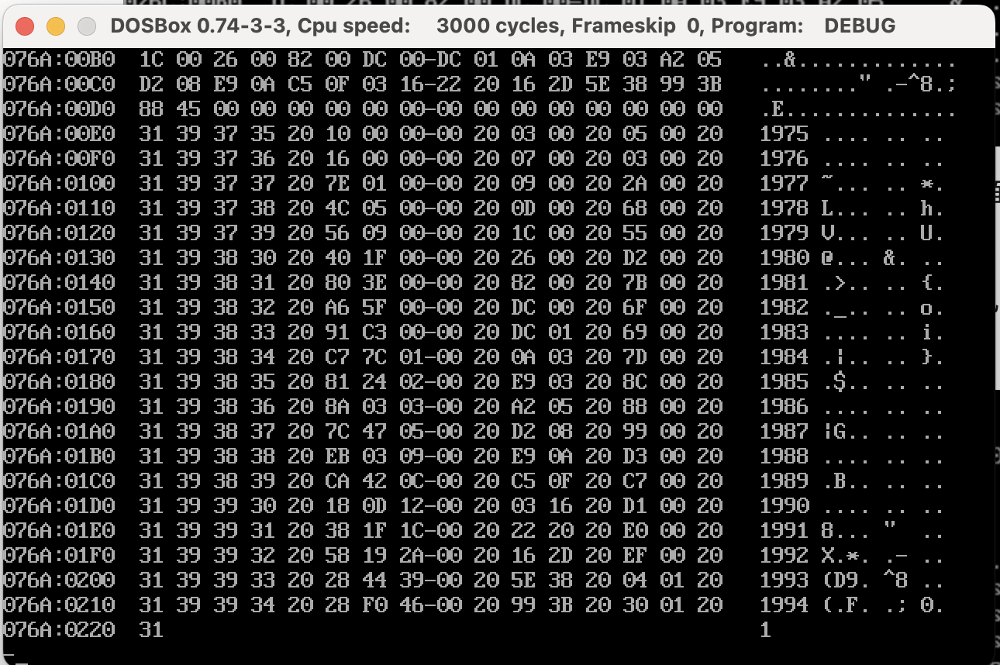 DOSBox 0.74-3-3, Cpu speed:    3000 cycles, Frameskip  0, Program:    DEBUG
076A:00B0  1C 00 26 00 82 00 DC 00-DC 01 0A 03 E9 03 A2 05   ..&.............
076A:00C0  D2 08 E9 0A C5 0F 03 16-22 20 16 2D 5E 38 99 3B   ........" .-^8.;
076A:00D0  88 45 00 00 00 00 00 00-00 00 00 00 00 00 00 00   .E..............
076A:00E0  31 39 37 35 20 10 00 00-00 20 03 00 20 05 00 20   1975 .... .. ..
076A:00F0  31 39 37 36 20 16 00 00-00 20 07 00 20 03 00 20   1976 .... .. ..
076A:0100  31 39 37 37 20 7E 01 00-00 20 09 00 20 2A 00 20   1977 ~... .. *.
076A:0110  31 39 37 38 20 4C 05 00-00 20 0D 00 20 68 00 20   1978 L... .. h.
076A:0120  31 39 37 39 20 56 09 00-00 20 1C 00 20 55 00 20   1979 V... .. U.
076A:0130  31 39 38 30 20 40 1F 00-00 20 26 00 20 D2 00 20   1980 @... &. ..
076A:0140  31 39 38 31 20 80 3E 00-00 20 82 00 20 7B 00 20   1981 .>.. .. {.
076A:0150  31 39 38 32 20 A6 5F 00-00 20 DC 00 20 6F 00 20   1982 ._.. .. o.
076A:0160  31 39 38 33 20 91 C3 00-00 20 DC 01 20 69 00 20   1983 .... .. i.
076A:0170  31 39 38 34 20 C7 7C 01-00 20 0A 03 20 7D 00 20   1984 .|.. .. }.
076A:0180  31 39 38 35 20 81 24 02-00 20 E9 03 20 8C 00 20   1985 .$.. .. ..
076A:0190  31 39 38 36 20 8A 03 03-00 20 A2 05 20 88 00 20   1986 .... .. ..
076A:01A0  31 39 38 37 20 7C 47 05-00 20 D2 08 20 99 00 20   1987 |G.. .. ..
076A:01B0  31 39 38 38 20 EB 03 09-00 20 E9 0A 20 D3 00 20   1988 .... .. ..
076A:01C0  31 39 38 39 20 CA 42 0C-00 20 C5 0F 20 C7 00 20   1989 .B.. .. ..
076A:01D0  31 39 39 30 20 18 0D 12-00 20 03 16 20 D1 00 20   1990 .... .. ..
076A:01E0  31 39 39 31 20 38 1F 1C-00 20 22 20 20 E0 00 20   1991 8... "  ..
076A:01F0  31 39 39 32 20 58 19 2A-00 20 16 2D 20 EF 00 20   1992 X.*. .- ..
076A:0200  31 39 39 33 20 28 44 39-00 20 5E 38 20 04 01 20   1993 (D9. ^8 ..
076A:0210  31 39 39 34 20 28 F0 46-00 20 99 3B 20 30 01 20   1994 (.F. .; 0.
076A:0220  31                                                1
-